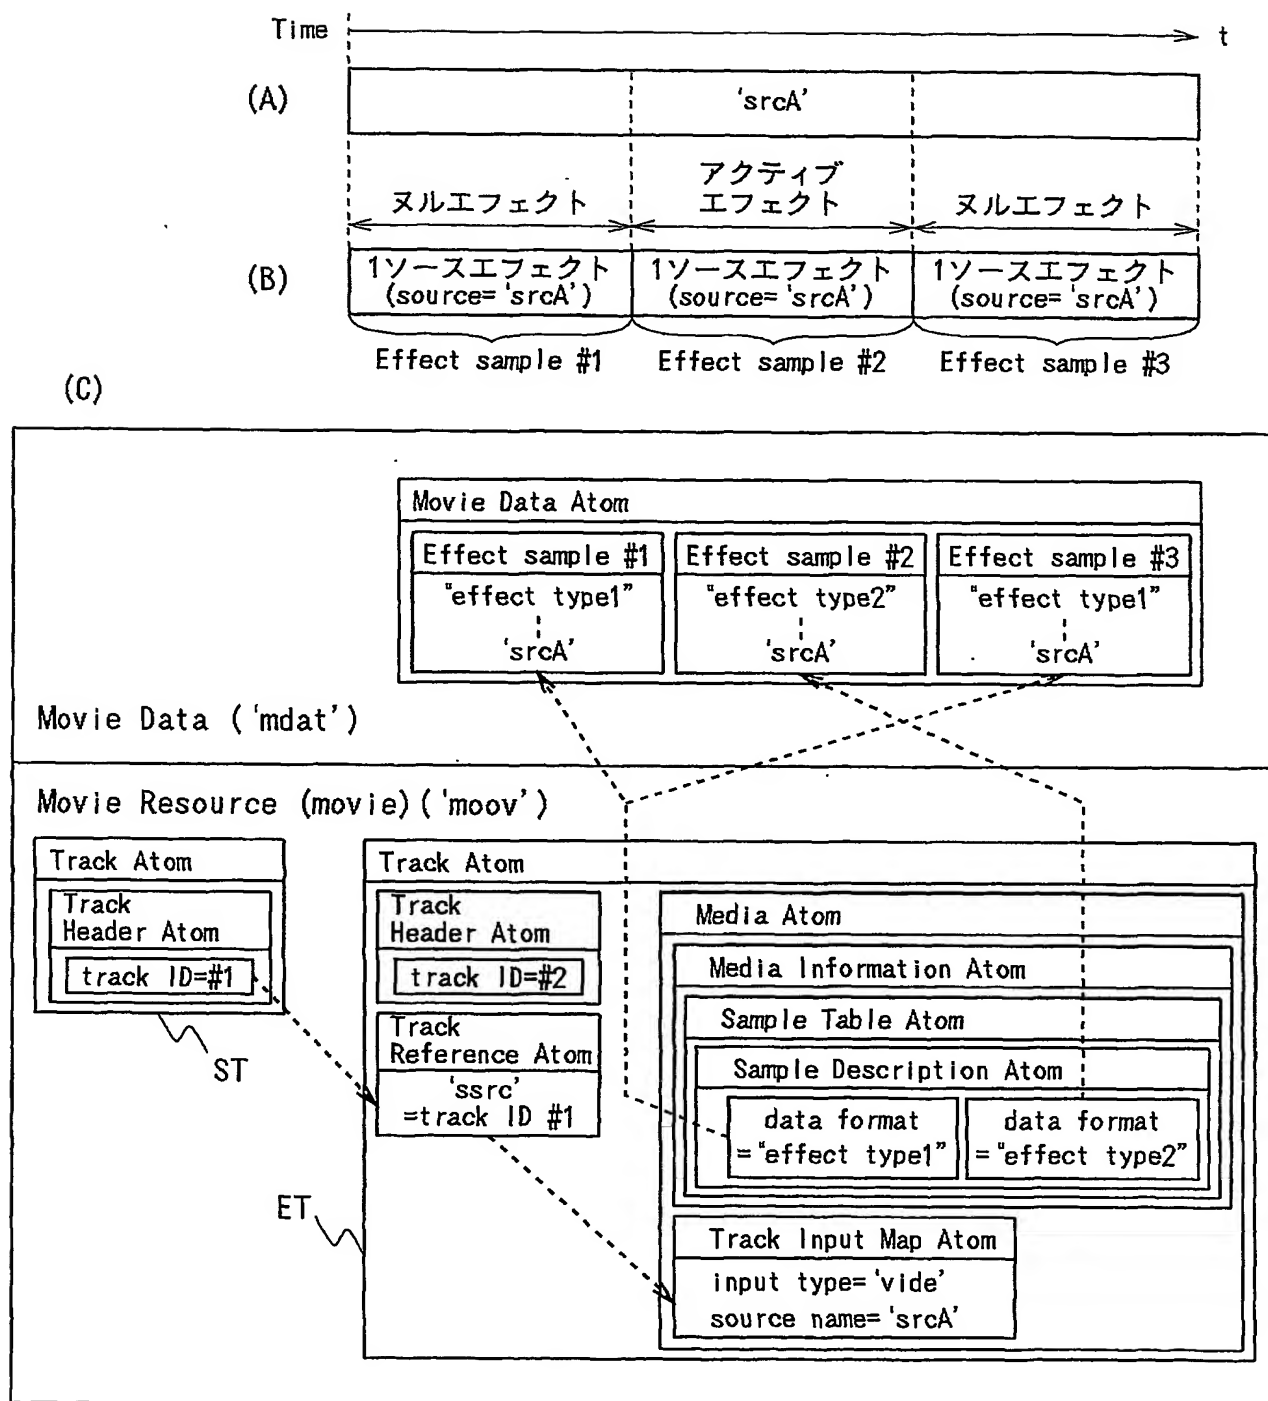 Time
t
(A)
‘srcA’
ヌルエフェクト
アクティブ
エフェクト
ヌルエフェクト
(B)
1ソースエフェクト
(source=‘srcA’)
1ソースエフェクト
(source=‘srcA’)
1ソースエフェクト
(source=‘srcA’)
Effect sample #1
Effect sample #2
Effect sample #3
(C)
Movie Data Atom
Effect sample #1
“effect type1”
‘srcA’
Effect sample #2
“effect type2”
‘srcA’
Effect sample #3
“effect type1”
‘srcA’
Movie Data (‘mdat’)
Movie Resource (movie)(‘moov’)
Track Atom
Track
Header Atom
track ID=#1
ST
Track Atom
Track
Header Atom
track ID=#2
Track
Reference Atom
‘ssrc’
=track ID #1
ET
Media Atom
Media Information Atom
Sample Table Atom
Sample Description Atom
data format
=“effect type1”
data format
=“effect type2”
Track Input Map Atom
input type=‘vide’
source name=‘srcA’